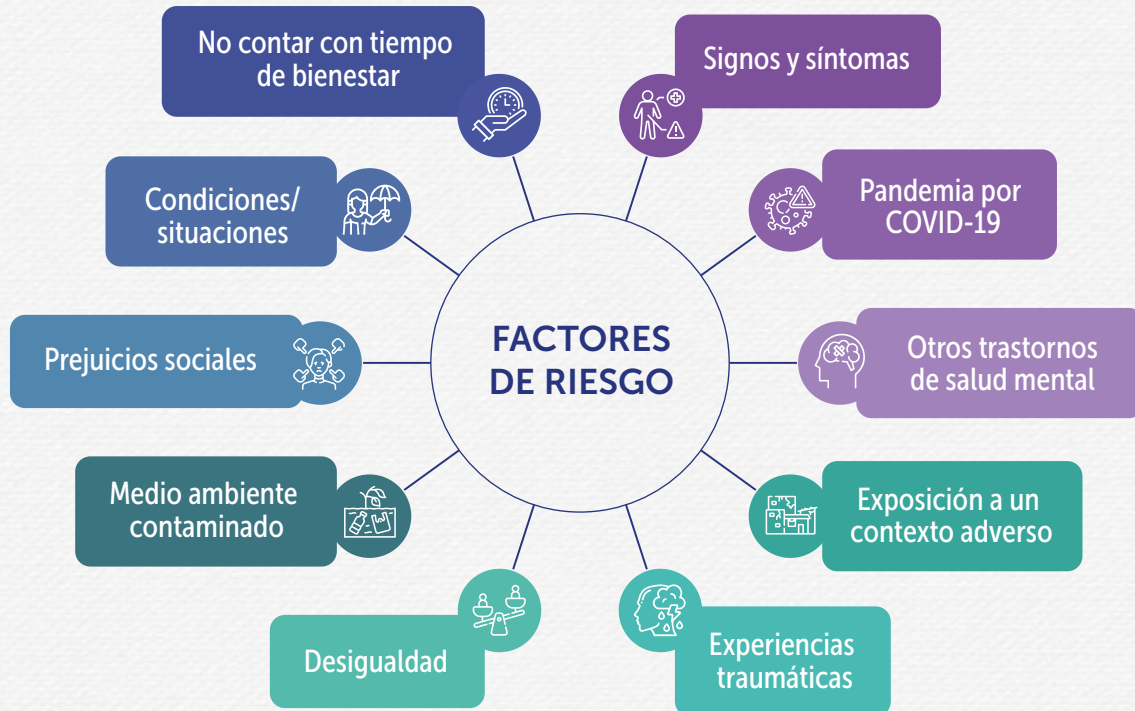 No contar con tiempo
de bienestar
Signos y síntomas
Condiciones/
situaciones
Pandemia por
COVID-19
Prejuicios sociales
FACTORES
DE RIESGO
Otros trastornos
de salud mental
Medio ambiente
contaminado
Exposición a un
contexto adverso
Desigualdad
Experiencias
traumáticas